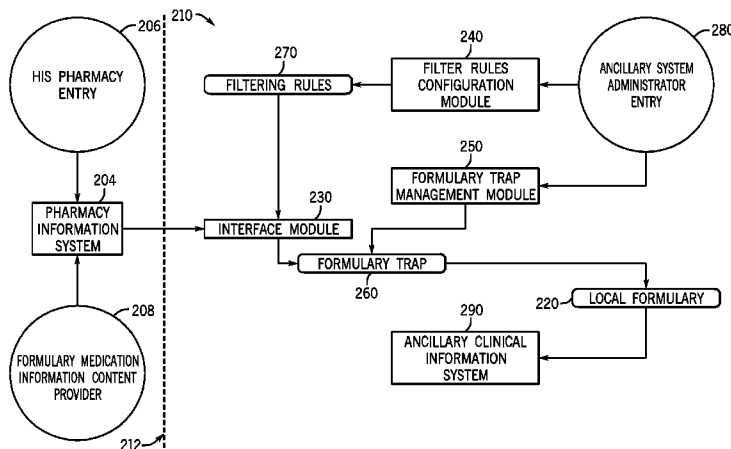 206
HIS PHARMACY
ENTRY
204
PHARMACY
INFORMATION
SYSTEM
208
FORMULARY MEDICATION
INFORMATION CONTENT
PROVIDER
212
210
270
FILTERING RULES
240
FILTER RULES
CONFIGURATION
MODULE
280
ANCILLARY SYSTEM
ADMINISTRATOR
ENTRY
250
FORMULARY TRAP
MANAGEMENT MODULE
230
INTERFACE MODULE
FORMULARY TRAP
260
220
LOCAL FORMULARY
290
ANCILLARY CLINICAL
INFORMATION
SYSTEM